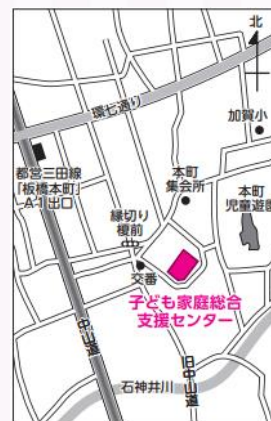 北
環七通り
加賀小
都営三田線
「板橋本町」
A1出口
本町
集会所
本町
児童遊園
縁切り
榎前
交番
子ども家庭総合
支援センター
中山道
旧中山道
石神井川